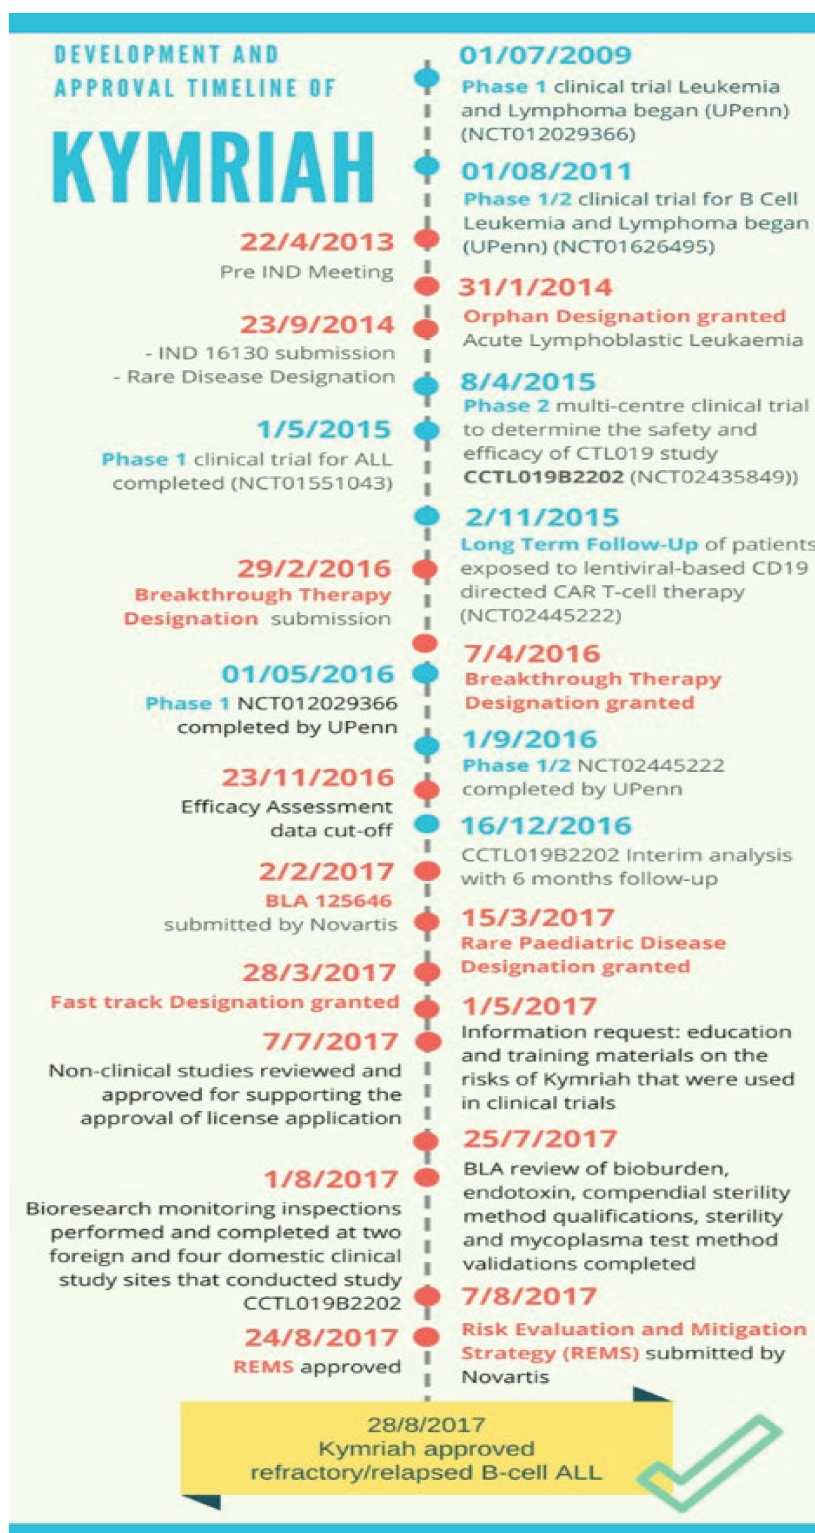 DEVELOPMENT AND
APPROVAL TIMELINE OF
KYMRIAH
01/07/2009
Phase 1 clinical trial Leukemia
and Lymphoma began (UPenn)
(NCT012029366)
01/08/2011
Phase 1/2 clinical trial for B Cell
Leukemia and Lymphoma began
(UPenn) (NCT01626495)
22/4/2013
Pre IND Meeting
31/1/2014
Orphan Designation granted
Acute Lymphoblastic Leukaemia
23/9/2014
- IND 16130 submission
- Rare Disease Designation
8/4/2015
Phase 2 multi-centre clinical trial
to determine the safety and
efficacy of CTL019 study
CCTL019B2202 (NCT02435849))
1/5/2015
Phase 1 clinical trial for ALL
completed (NCT01551043)
2/11/2015
Long Term Follow-Up of patients
exposed to lentiviral-based CD19
directed CAR T-cell therapy
(NCT02445222)
29/2/2016
Breakthrough Therapy
Designation submission
7/4/2016
Breakthrough Therapy
Designation granted
01/05/2016
Phase 1 NCT012029366
completed by UPenn
1/9/2016
Phase 1/2 NCT02445222
completed by UPenn
23/11/2016
Efficacy Assessment
data cut-off
16/12/2016
CCTL019B2202 Interim analysis
with 6 months follow-up
2/2/2017
BLA 125646
submitted by Novartis
15/3/2017
Rare Paediatric Disease
Designation granted
28/3/2017
Fast track Designation granted
1/5/2017
Information request: education
and training materials on the
risks of Kymriah that were used
in clinical trials
7/7/2017
Non-clinical studies reviewed and
approved for supporting the
approval of license application
25/7/2017
BLA review of bioburden,
endotoxin, compendial sterility
method qualifications, sterility
and mycoplasma test method
validations completed
1/8/2017
Bioresearch monitoring inspections
performed and completed at two
foreign and four domestic clinical
study sites that conducted study
CCTL019B2202
7/8/2017
Risk Evaluation and Mitigation
Strategy (REMS) submitted by
Novartis
24/8/2017
REMS approved
28/8/2017
Kymriah approved
refractory/relapsed B-cell ALL